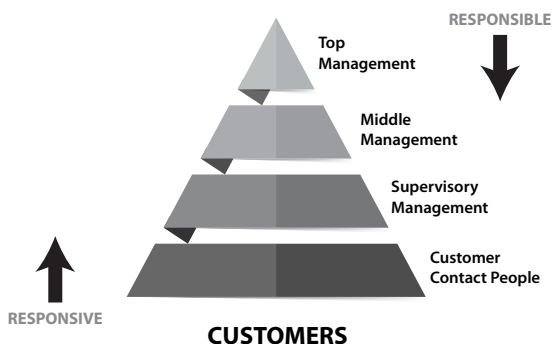 RESPONSIBLE
Top
Management
Middle
Management
Supervisory
Management
Customer
Contact People
RESPONSIVE
CUSTOMERS